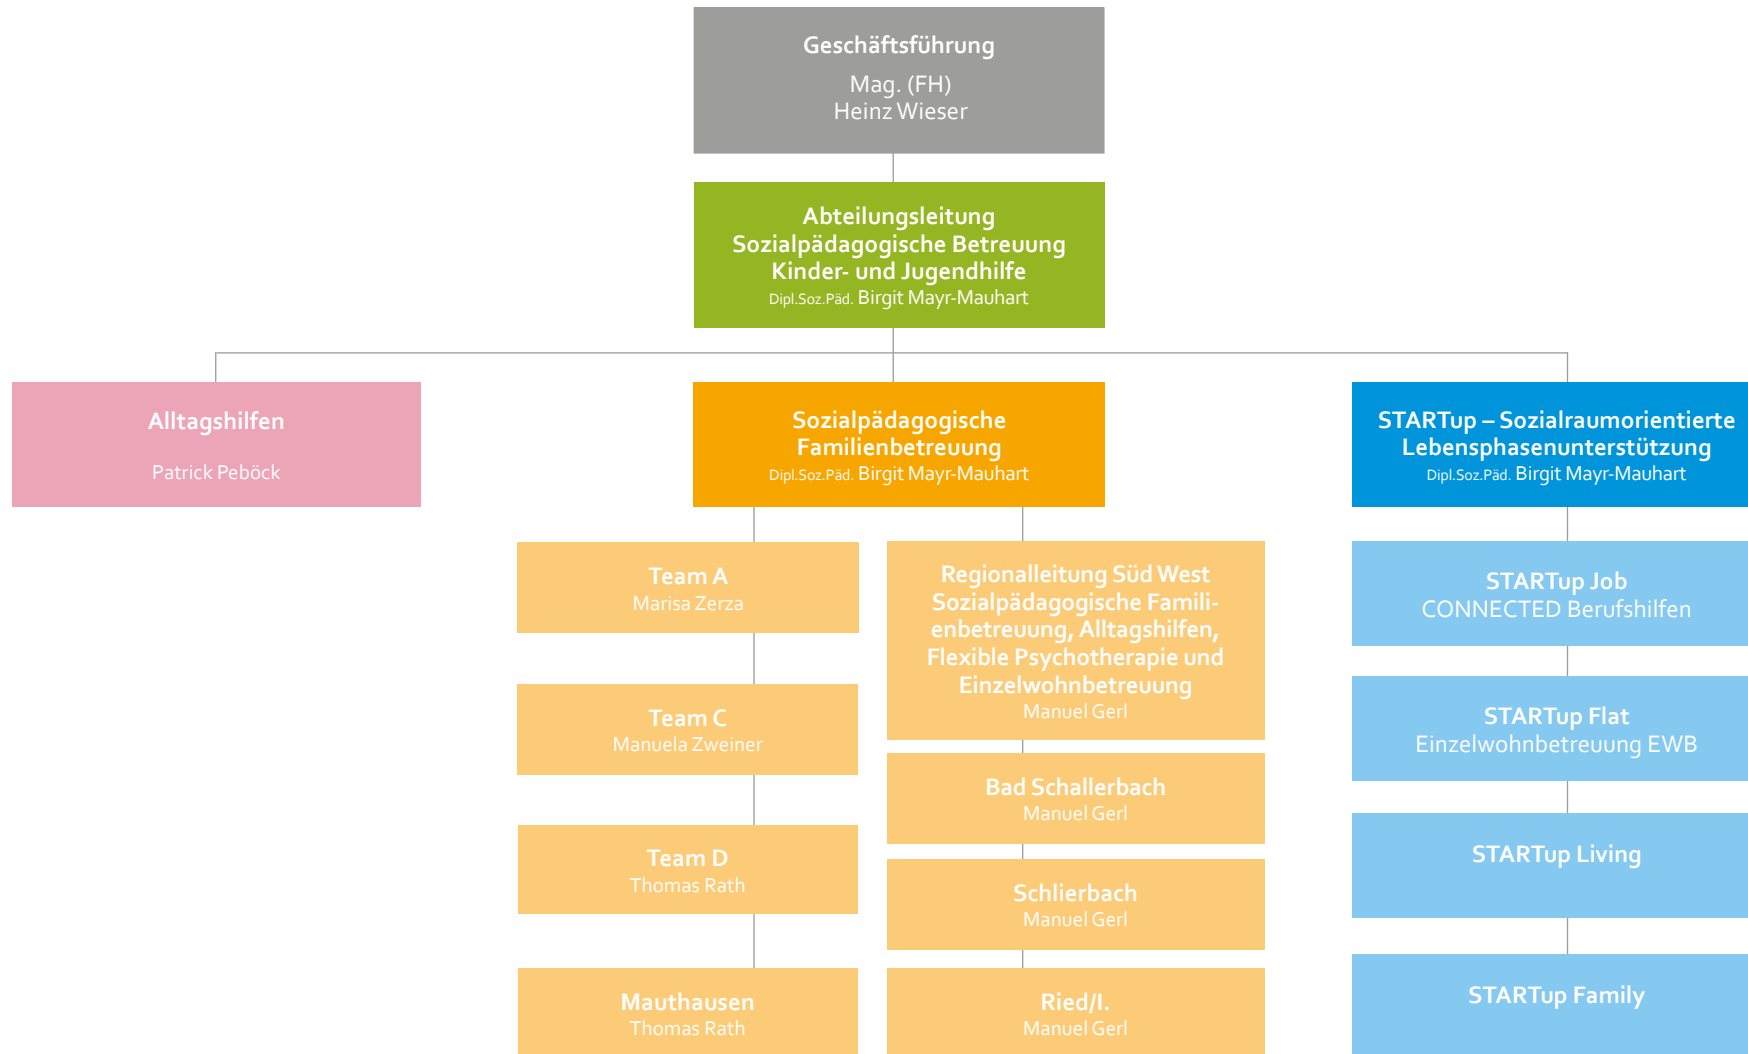 Geschäftsführung
Mag. (FH)
Heinz Wieser
Abteilungsleitung
Sozialpädagogische Betreuung
Kinder- und Jugendhilfe
Dipl.Soz.Päd. Birgit Mayr-Mauhart
Alltagshilfen
Patrick Peböck
Sozialpädagogische
Familienbetreuung
Dipl.Soz.Päd. Birgit Mayr-Mauhart
STARTup – Sozialraumorientierte
Lebensphasenunterstützung
Dipl.Soz.Päd. Birgit Mayr-Mauhart
Team A
Marisa Zerza
Team C
Manuela Zweiner
Team D
Thomas Rath
Mauthausen
Thomas Rath
Regionalleitung Süd West
Sozialpädagogische Famili-
enbetreuung, Alltagshilfen,
Flexible Psychotherapie und
Einzelwohnbetreuung
Manuel Gerl
Bad Schallerbach
Manuel Gerl
Schlierbach
Manuel Gerl
Ried/I.
Manuel Gerl
STARTup Job
CONNECTED Berufshilfen
STARTup Flat
Einzelwohnbetreuung EWB
STARTup Living
STARTup Family